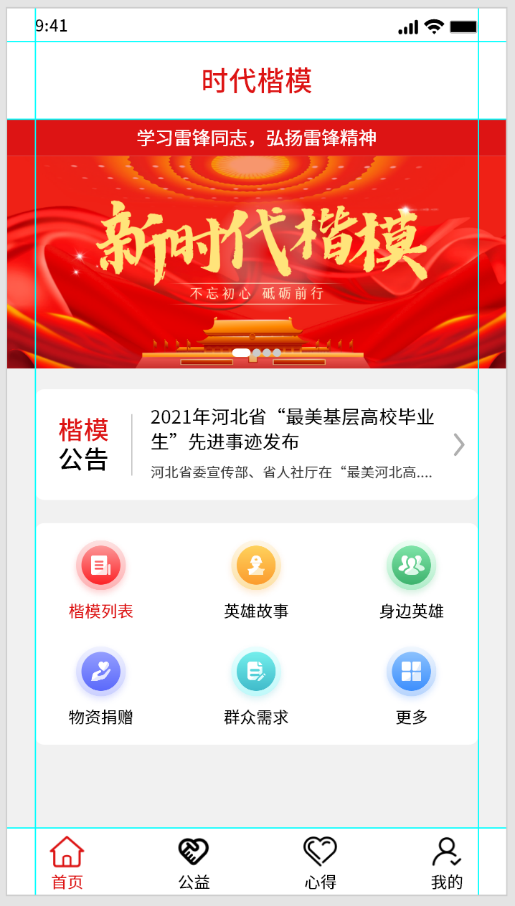 9:41
时代楷模
学习雷锋同志，弘扬雷锋精神
新时代楷模
不忘初心 砥砺前行
楷模
公告
2021年河北省“最美基层高校毕业
生”先进事迹发布
河北省委宣传部、省人社厅在“最美河北高....
楷模列表 英雄故事 身边英雄
物资捐赠 群众需求 更多
首页 公益 心得 我的